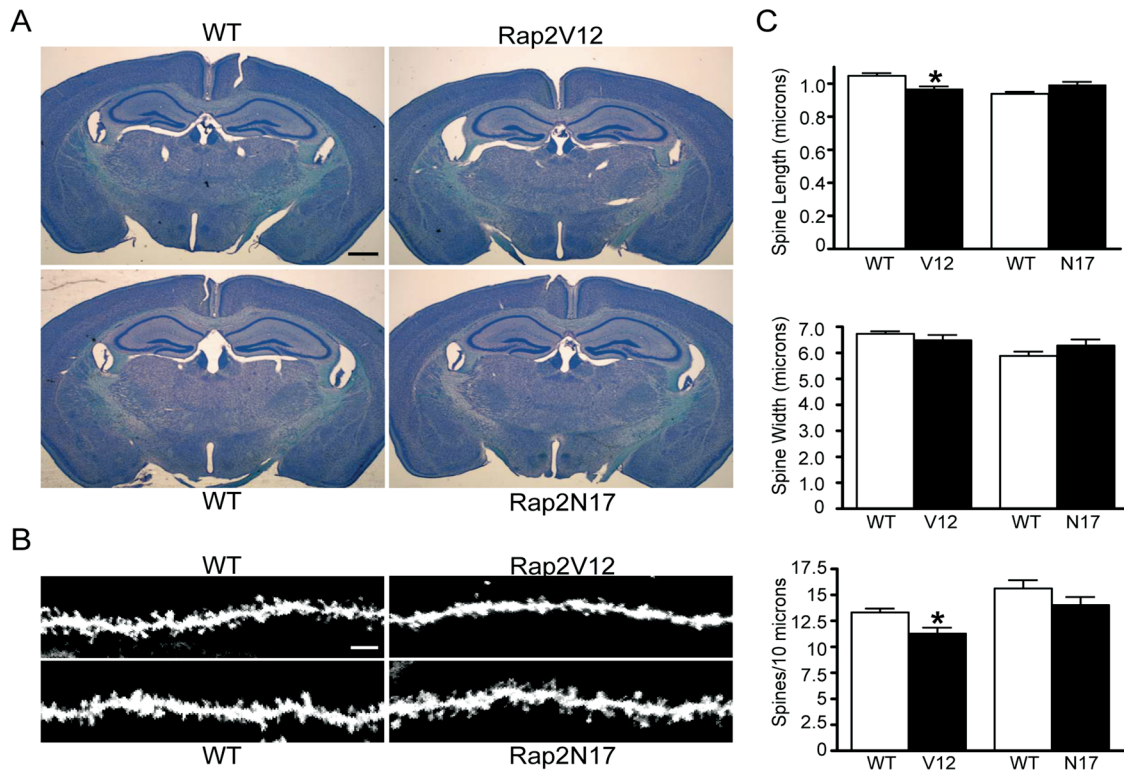 A
WT
Rap2V12
WT
Rap2N17
B
WT
Rap2V12
WT
Rap2N17
C
Spine Length (microns)
1.0
0.8
0.6
0.4
0.2
0
*
WT
V12
WT
N17
Spine Width (microns)
7.0
6.0
5.0
4.0
3.0
2.0
1.0
0
WT
V12
WT
N17
Spines/10 microns
17.5
15
12.5
10
7.5
5
2.5
0
*
WT
V12
WT
N17